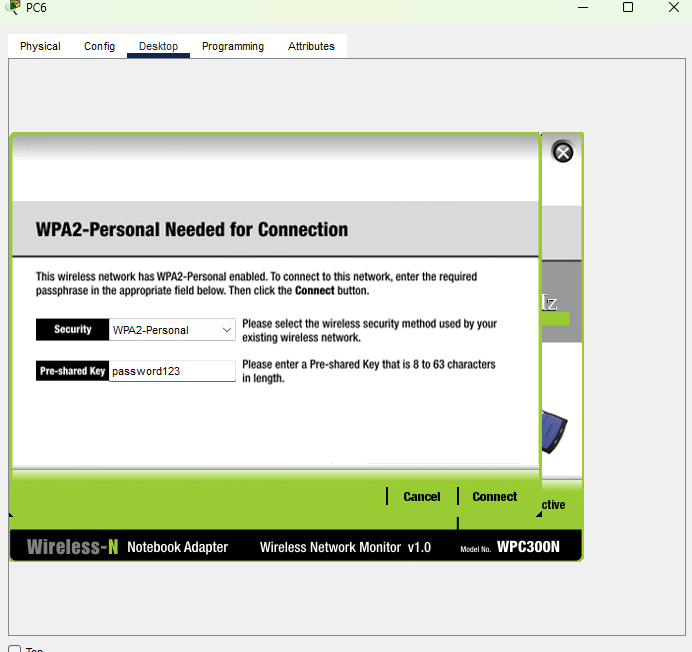 PC6
Physical Config Desktop Programming Attributes
WPA2-Personal Needed for Connection
This wireless network has WPA2-Personal enabled. To connect to this network, enter the required
passphrase in the appropriate field below. Then click the Connect button.
Security WPA2-Personal
Please select the wireless security method used by your
existing wireless network.
Pre-shared Key password123
Please enter a Pre-shared Key that is 8 to 63 characters
in length.
Cancel Connect
ctive
Wireless-N Notebook Adapter Wireless Network Monitor v1.0 Model No. WPC300N
Top